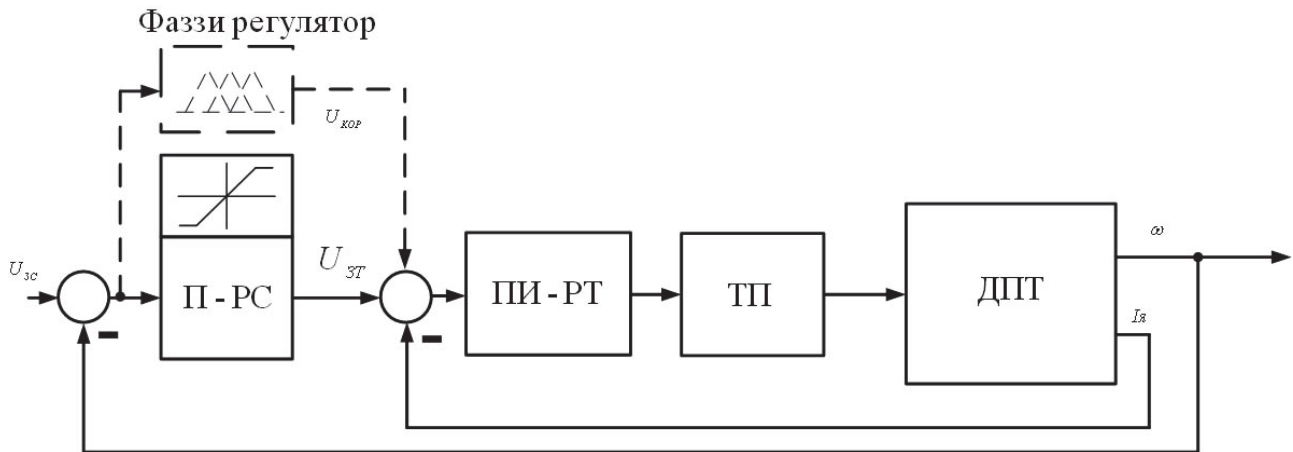 Фаззи регулятор
U_КОР
U_ЗС
U_ЗТ
П - РС
ПИ - РТ
ТП
ДПТ
ω
Iя